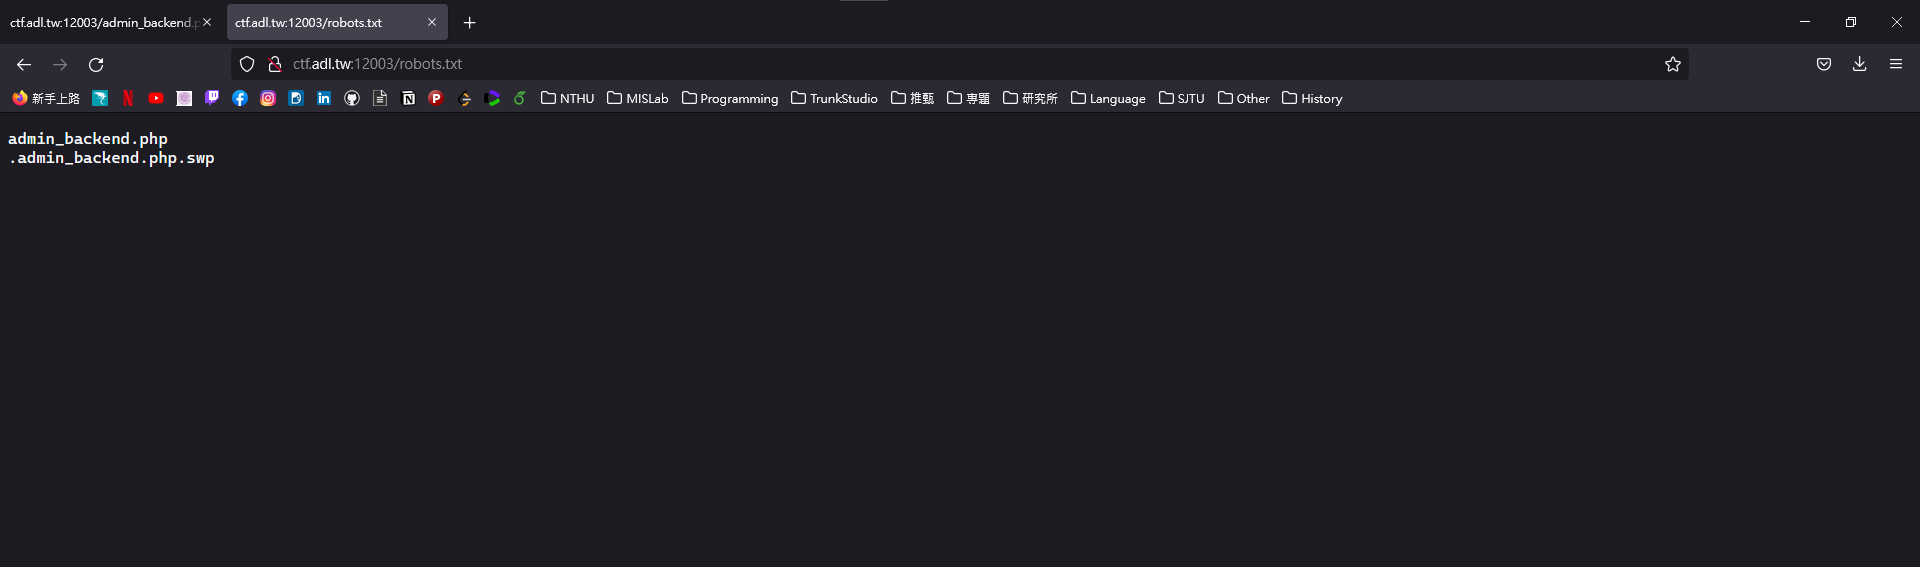 ctf.adl.tw:12003/admin_backend.p
ctf.adl.tw:12003/robots.txt
ctf.adl.tw:12003/robots.txt
新手上路 NTHU MISLab Programming TrunkStudio 推甄 專題 研究所 Language SJTU Other History
admin_backend.php
.admin_backend.php.swp